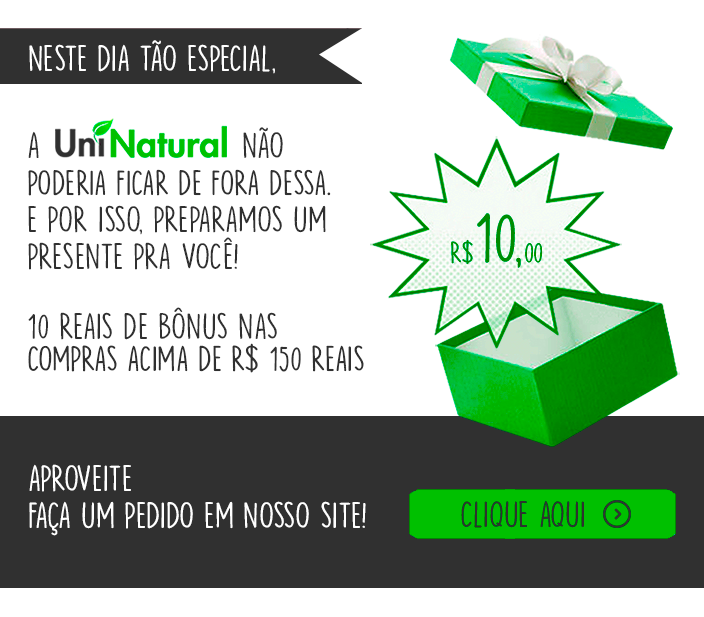 NESTE DIA TÃO ESPECIAL,
A UniNatural NÃO
PODERIA FICAR DE FORA DESSA.
E POR ISSO, PREPARAMOS UM
PRESENTE PRA VOCÊ!
R$ 10,00
10 REAIS DE BÔNUS NAS
COMPRAS ACIMA DE R$ 150 REAIS
APROVEITE
FAÇA UM PEDIDO EM NOSSO SITE!
CLIQUE AQUI